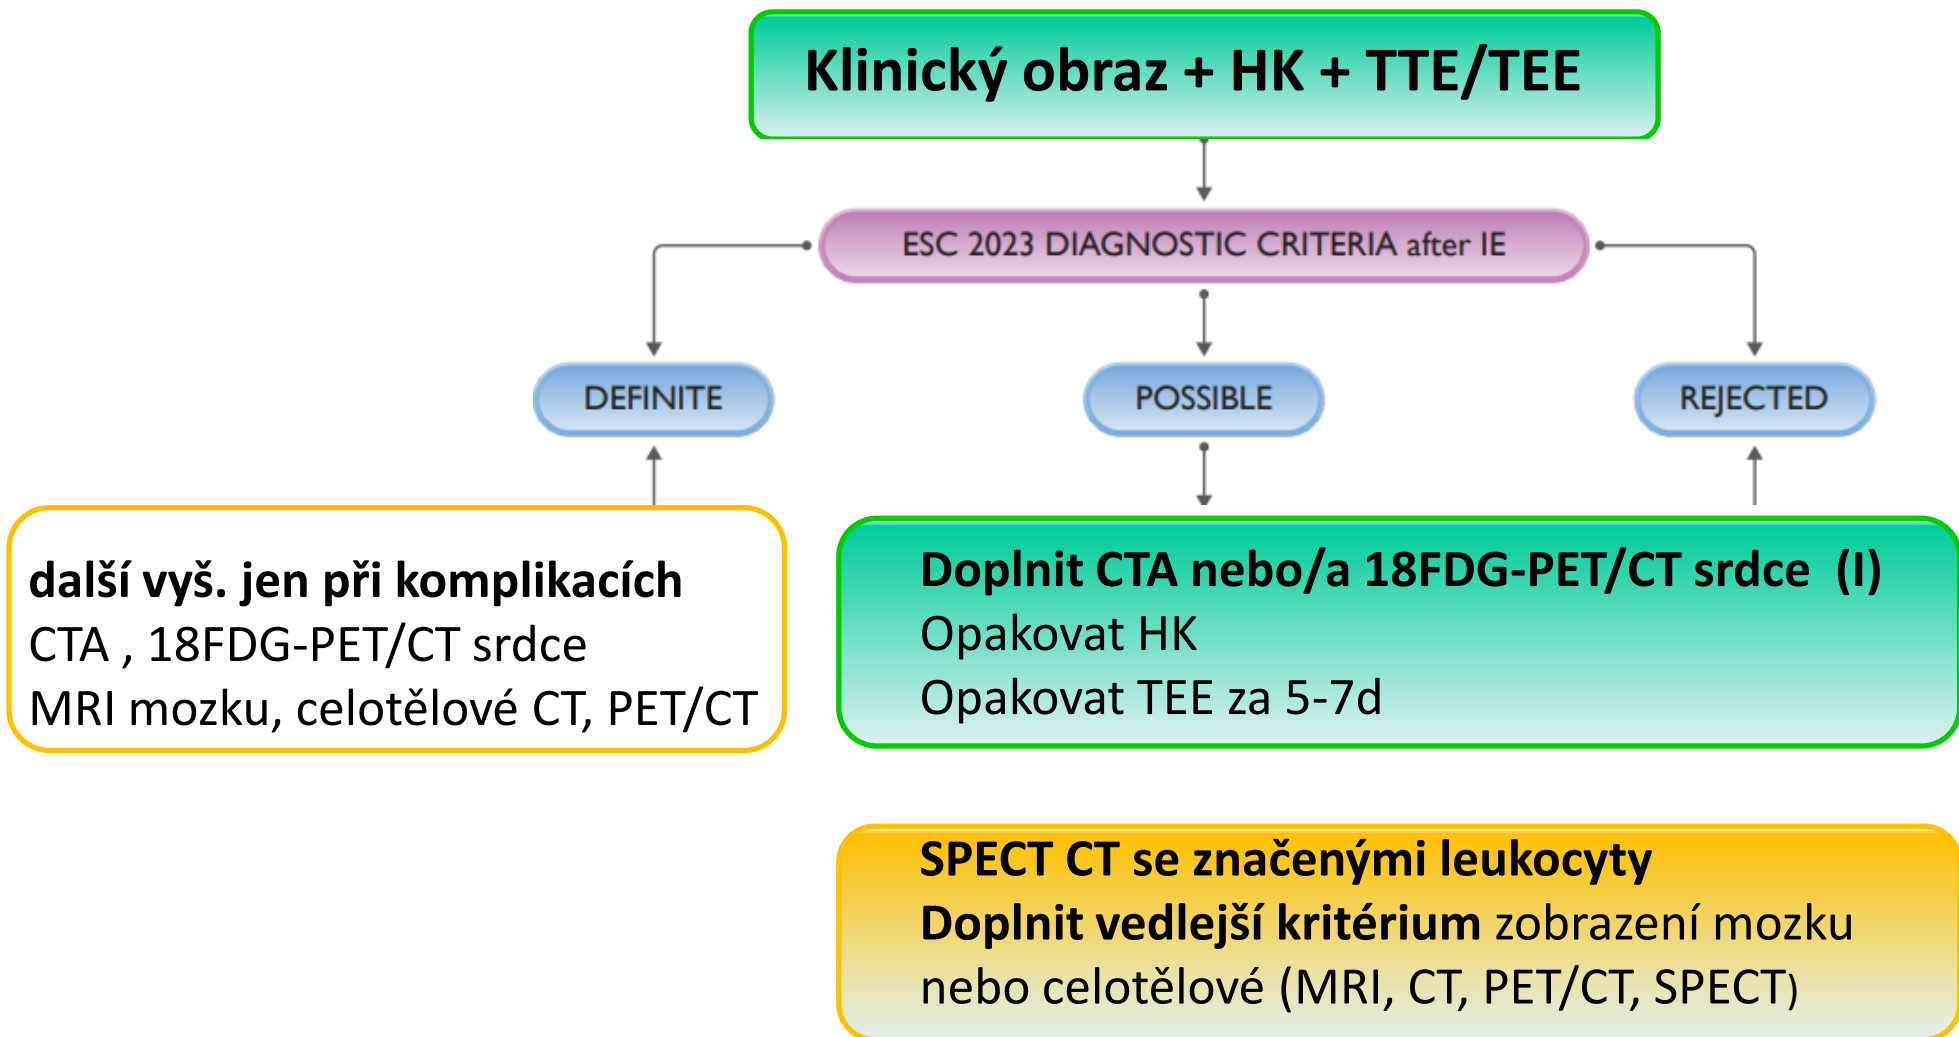 Klinický obraz + HK + TTE/TEE
ESC 2023 DIAGNOSTIC CRITERIA after IE
DEFINITE
POSSIBLE
REJECTED
další vyš. jen při komplikacích
CTA , 18FDG-PET/CT srdce
MRI mozku, celotělové CT, PET/CT
Doplnit CTA nebo/a 18FDG-PET/CT srdce (I)
Opakovat HK
Opakovat TEE za 5-7d
SPECT CT se značenými leukocyty
Doplnit vedlejší kritérium zobrazení mozku
nebo celotělové (MRI, CT, PET/CT, SPECT)